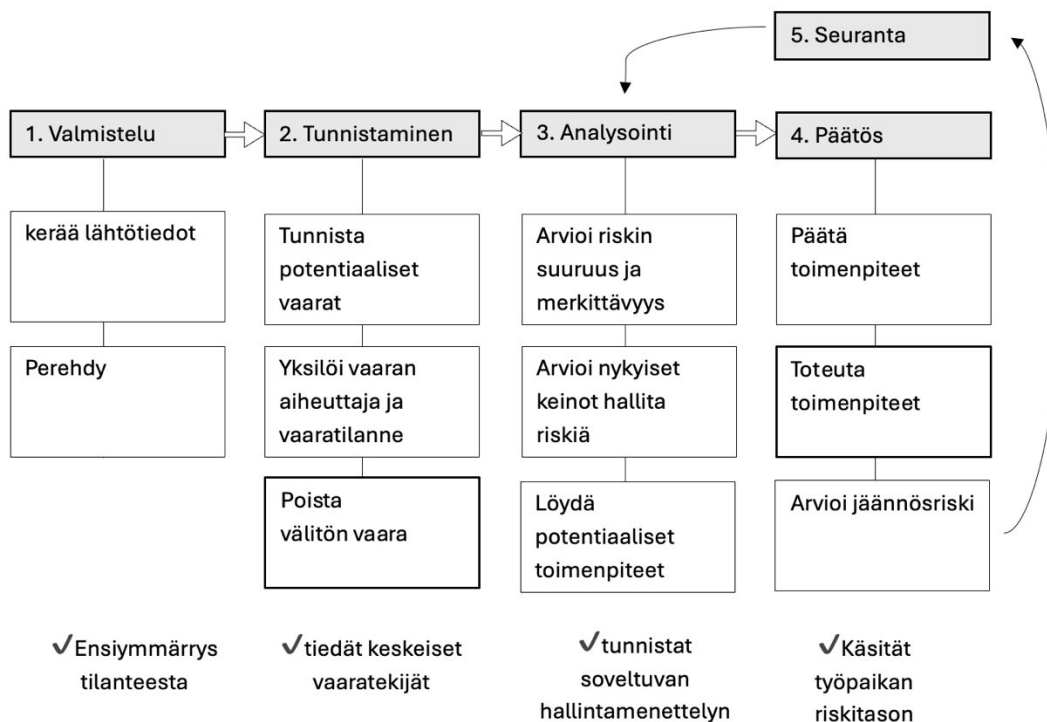 5. Seuranta
1. Valmistelu
2. Tunnistaminen
3. Analysointi
4. Päätös
kerää lähtötiedot
Perehdy
Tunnista
potentiaaliset
vaarat
Yksilöi vaaran
aiheuttaja ja
vaaratilanne
Poista
välitön vaara
Arvioi riskin
suuruus ja
merkittävyys
Arvioi nykyiset
keinot hallita
riskiä
Löydä
potentiaaliset
toimenpiteet
Päätä
toimenpiteet
Toteuta
toimenpiteet
Arvioi jäännösriski
✓Ensiymmärrys
tilanteesta
✓tiedät keskeiset
vaaratekijät
✓tunnistat
soveltuvan
hallintamenettelyn
✓Käsität
työpaikan
riskitason